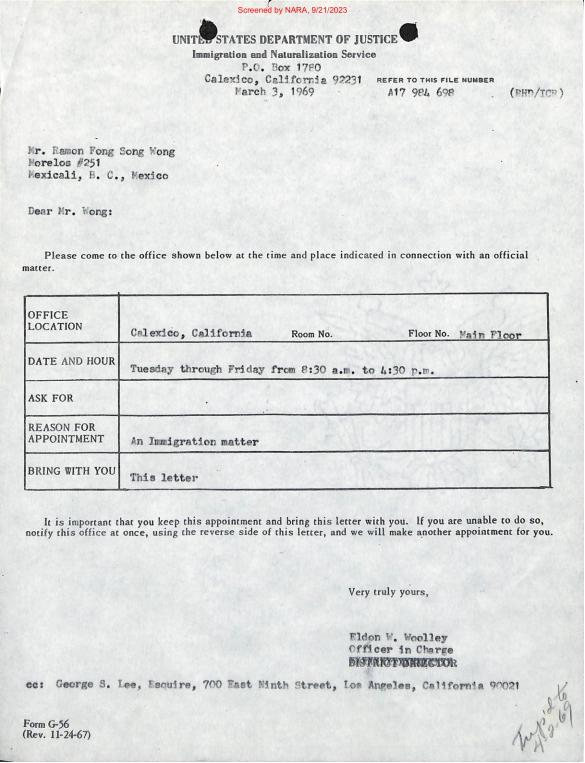 Screened by NARA, 9/21/2023
UNITED STATES DEPARTMENT OF JUSTICE
Immigration and Naturalization Service
P.O. Box 1780
Calexico, California 92231
March 3, 1969
REFER TO THIS FILE NUMBER
A17 984 698 (RHD/TCR)
Mr. Ramon Fong Song Wong
Morelos #251
Mexicali, B. C., Mexico
Dear Mr. Wong:
Please come to the office shown below at the time and place indicated in connection with an official
matter.
OFFICE
LOCATION
Calexico, California Room No. Floor No. Main Floor
DATE AND HOUR
Tuesday through Friday from 8:30 a.m. to 4:30 p.m.
ASK FOR
REASON FOR
APPOINTMENT
An Immigration matter
BRING WITH YOU
This letter
It is important that you keep this appointment and bring this letter with you. If you are unable to do so,
notify this office at once, using the reverse side of this letter, and we will make another appointment for you.
Very truly yours,
Eldon W. Woolley
Officer in Charge
DISTRICT DIRECTOR
cc: George S. Lee, Esquire, 700 East Ninth Street, Los Angeles, California 90021
Form G-56
(Rev. 11-24-67)